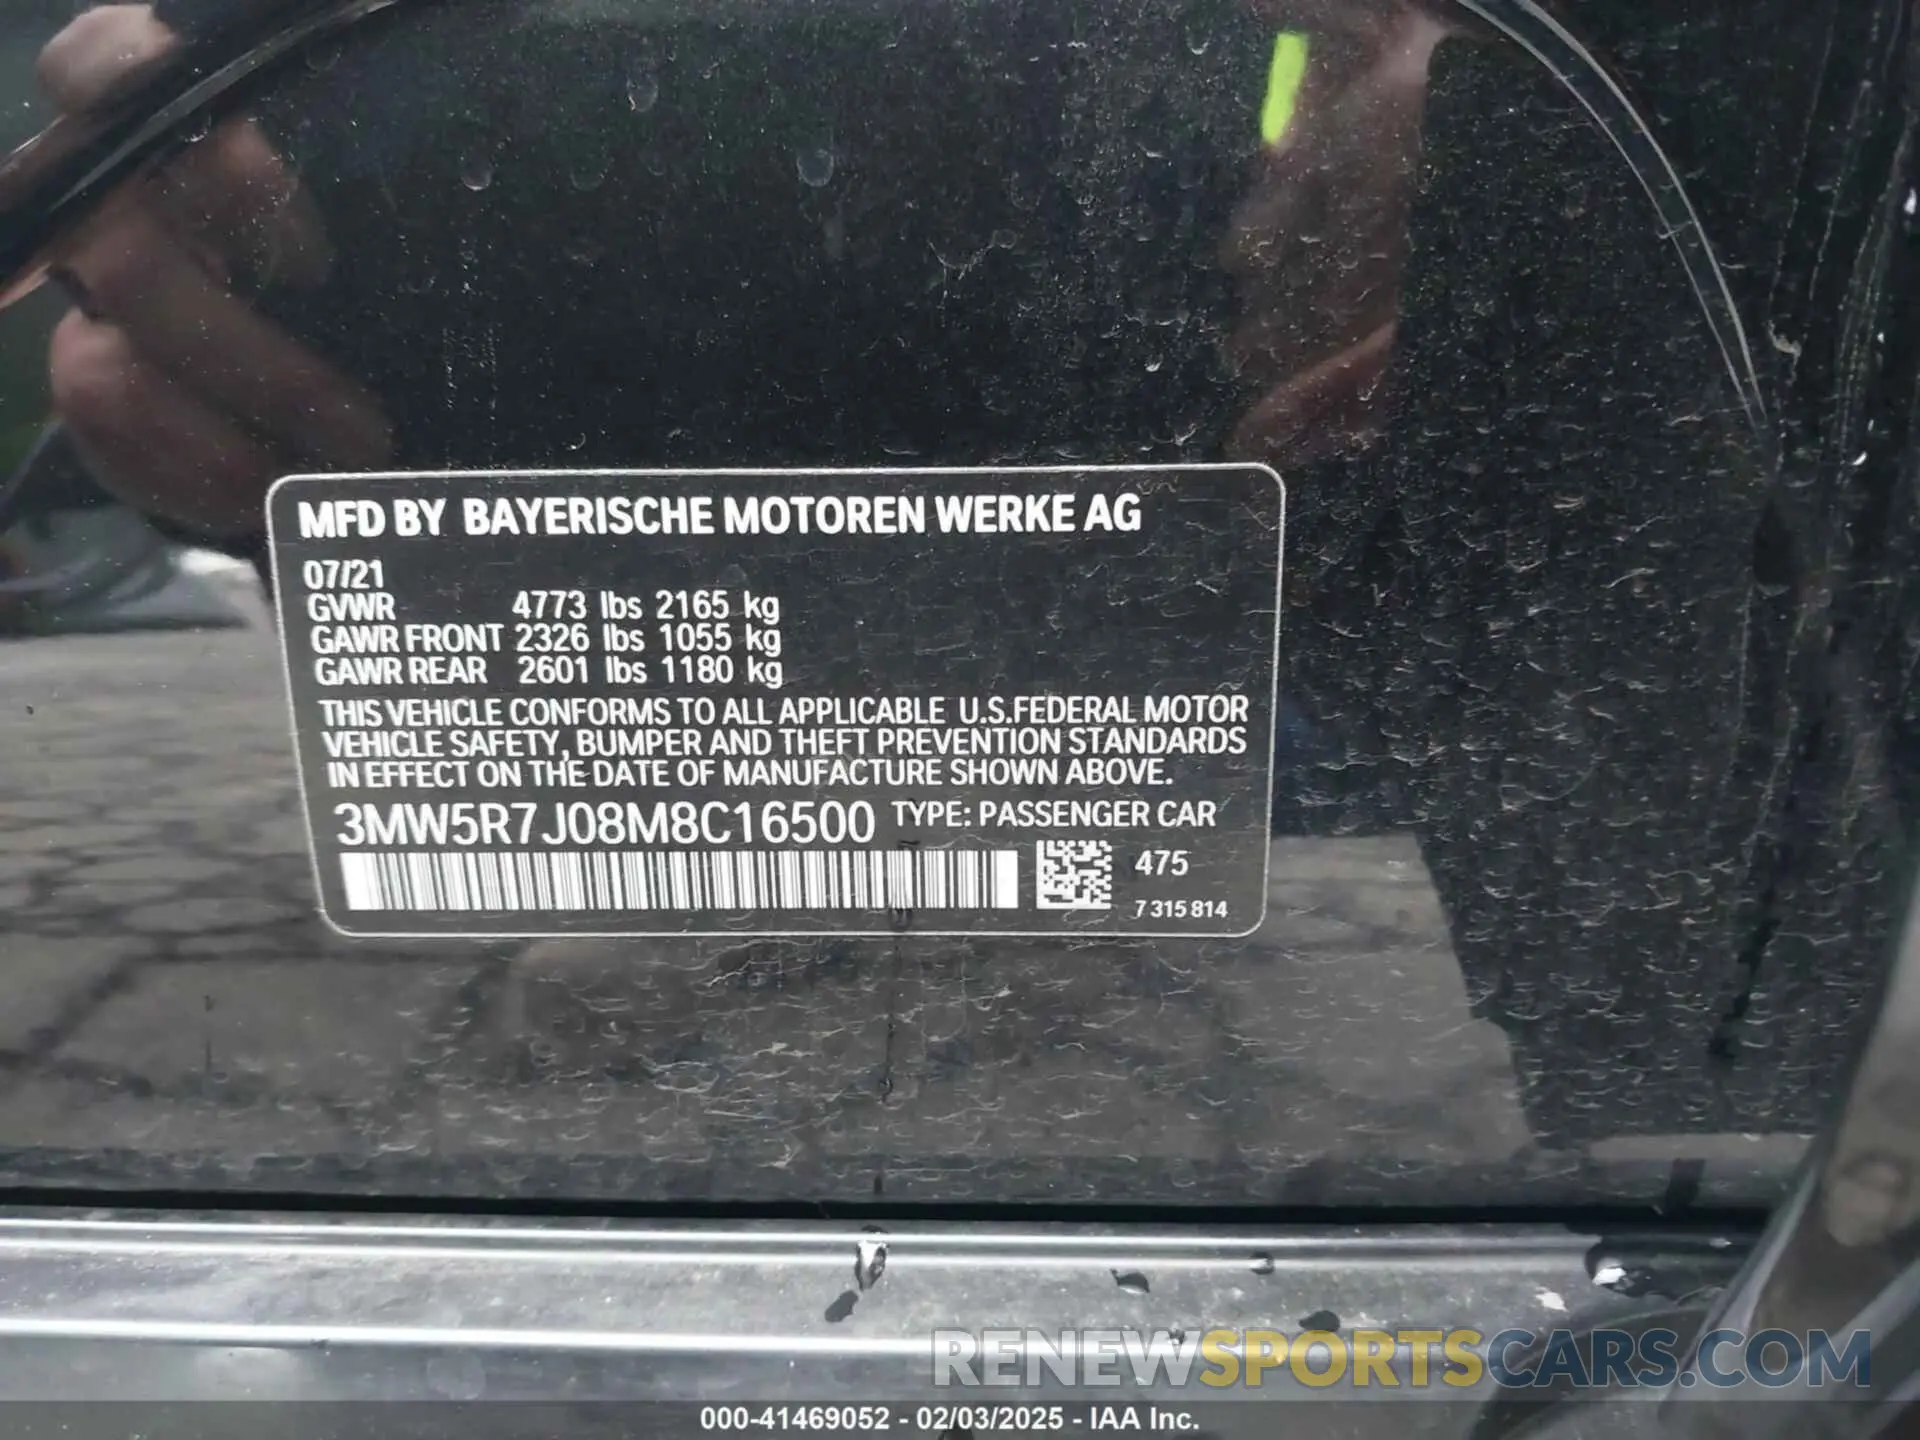 MFD BY BAYERISCHE MOTOREN WERKE AG
07/21
GVWR 4773 lbs 2165 kg
GAWR FRONT 2326 lbs 1055 kg
GAWR REAR 2601 lbs 1180 kg
THIS VEHICLE CONFORMS TO ALL APPLICABLE U.S.FEDERAL MOTOR
VEHICLE SAFETY, BUMPER AND THEFT PREVENTION STANDARDS
IN EFFECT ON THE DATE OF MANUFACTURE SHOWN ABOVE.
3MW5R7J08M8C16500 TYPE: PASSENGER CAR
475
7 315 814
RENEWSPORTSCARS.COM
000-41469052 - 02/03/2025 - IAA Inc.